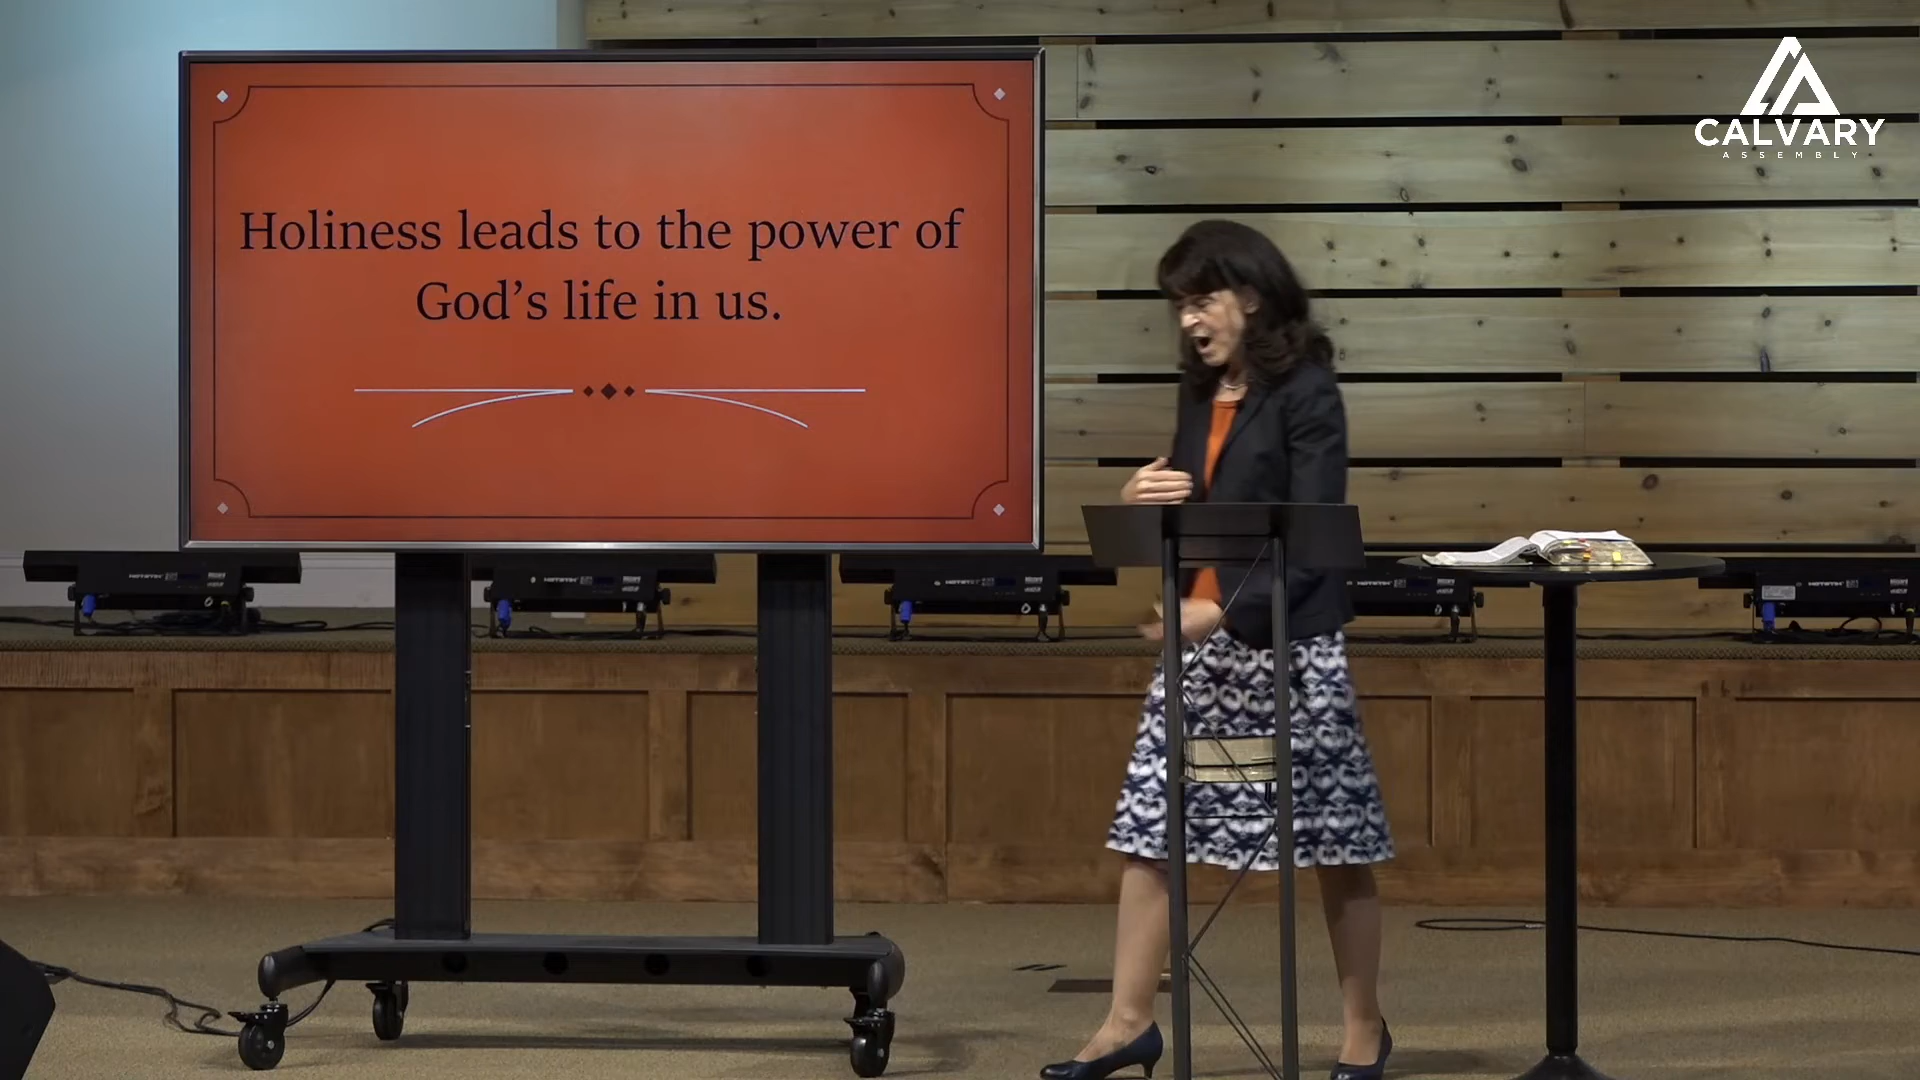 Holiness leads to the power of
God's life in us.
CALVARY
ASSEMBLY